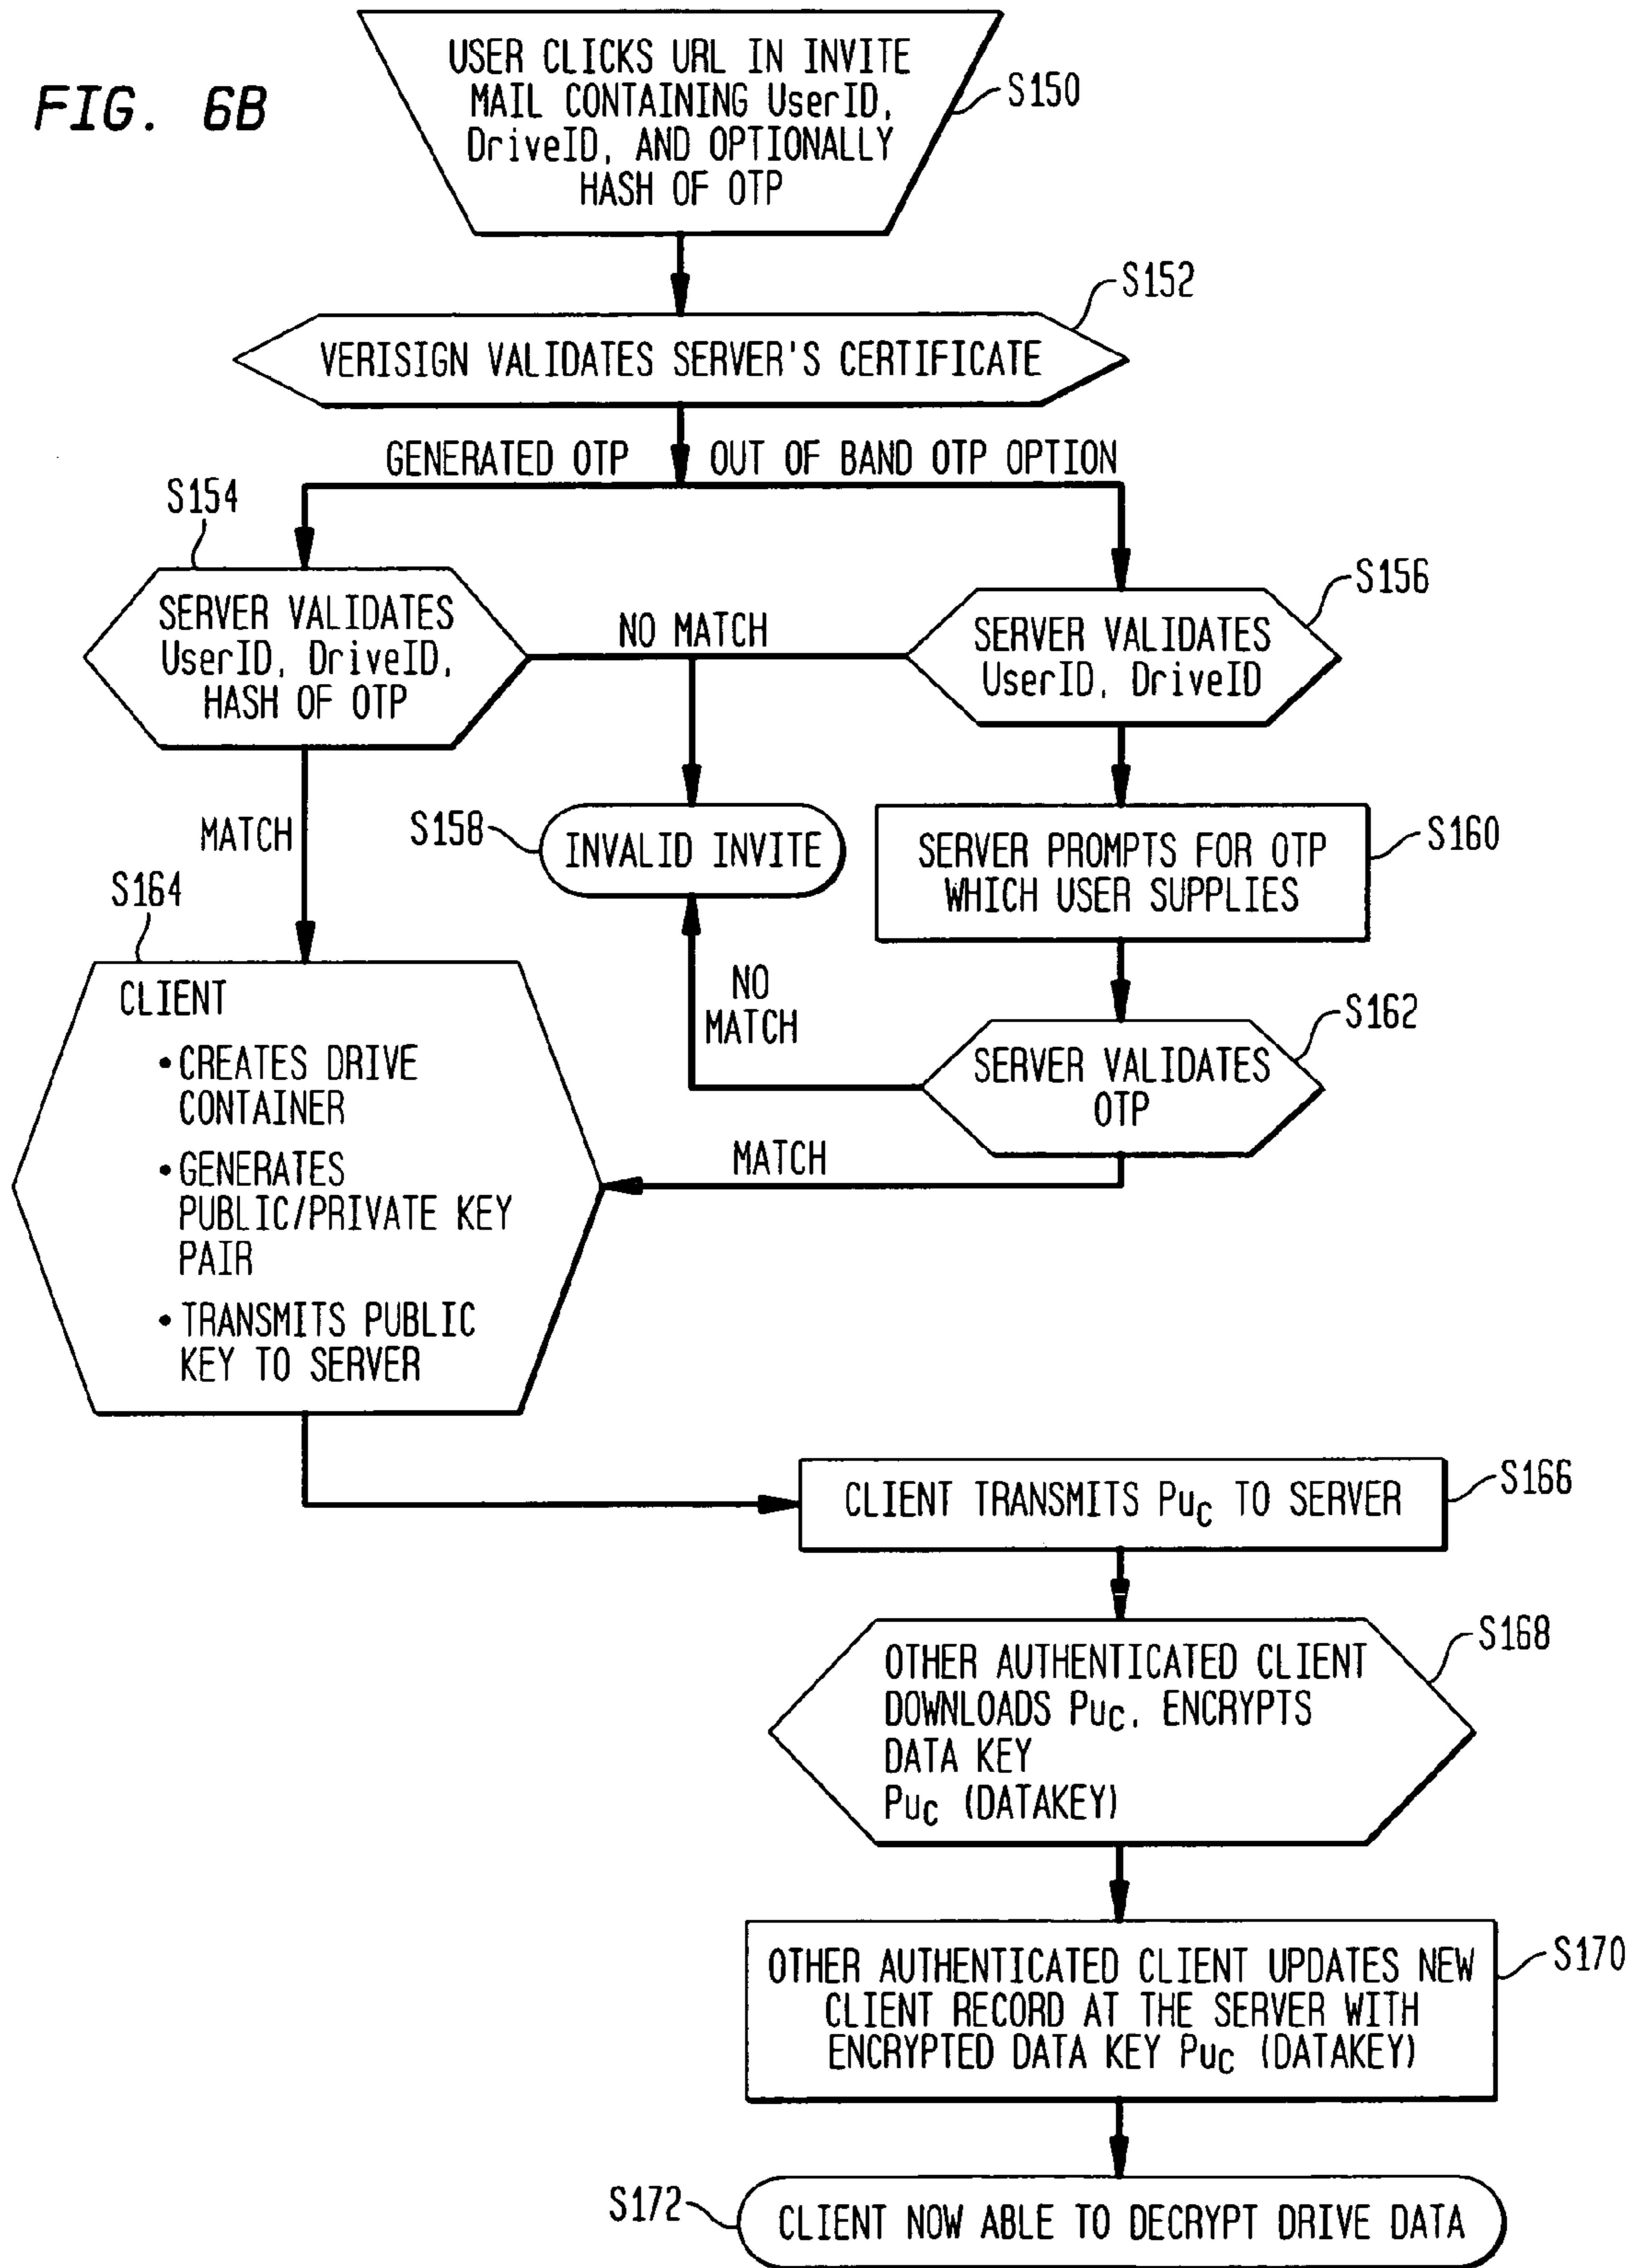 FIG. 6B
USER CLICKS URL IN INVITE
MAIL CONTAINING UserID,
DriveID, AND OPTIONALLY
HASH OF OTP
S150
S152
VERISIGN VALIDATES SERVER'S CERTIFICATE
GENERATED OTP
OUT OF BAND OTP OPTION
S154
SERVER VALIDATES
UserID, DriveID,
HASH OF OTP
NO MATCH
S156
SERVER VALIDATES
UserID, DriveID
MATCH
S158
INVALID INVITE
S160
SERVER PROMPTS FOR OTP
WHICH USER SUPPLIES
S164
CLIENT
• CREATES DRIVE
CONTAINER
• GENERATES
PUBLIC/PRIVATE KEY
PAIR
• TRANSMITS PUBLIC
KEY TO SERVER
NO
MATCH
S162
SERVER VALIDATES
OTP
MATCH
S166
CLIENT TRANSMITS PuC TO SERVER
S168
OTHER AUTHENTICATED CLIENT
DOWNLOADS PuC, ENCRYPTS
DATA KEY
PuC (DATAKEY)
S170
OTHER AUTHENTICATED CLIENT UPDATES NEW
CLIENT RECORD AT THE SERVER WITH
ENCRYPTED DATA KEY PuC (DATAKEY)
S172
CLIENT NOW ABLE TO DECRYPT DRIVE DATA